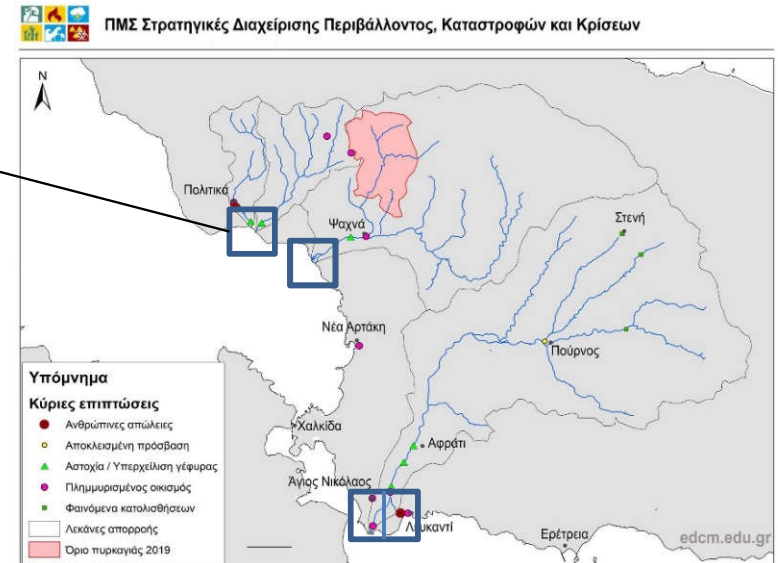 ΠΜΣ Στρατηγικές Διαχείρισης Περιβάλλοντος, Καταστροφών και Κρίσεων
N
Πολιτικά
Ψαχνά
Στενή
Νέα Αρτάκη
Πούρνος
Χαλκίδα
Αφράτι
Άγιος Νικόλαος
Λευκαντί
Ερέτρια
Υπόμνημα
Κύριες επιπτώσεις
Ανθρώπινες απώλειες
Αποκλεισμένη πρόσβαση
Αστοχία / Υπερχείλιση γέφυρας
Πλημμυρισμένος οικισμός
Φαινόμενα κατολισθήσεων
Λεκάνες απορροής
Όριο πυρκαγιάς 2019
edcm.edu.gr